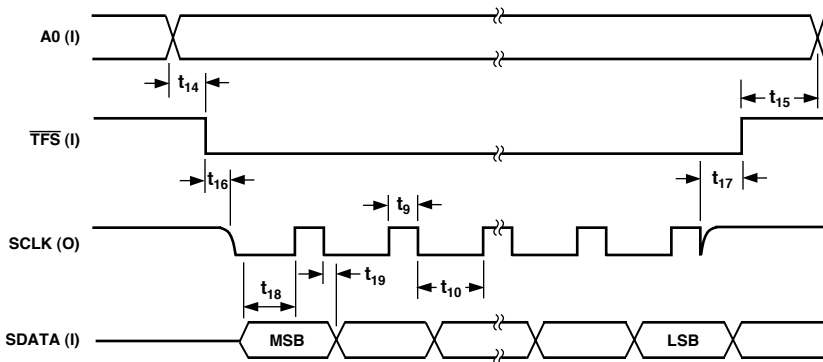 A0 (I)
t14
t15
TFS (I)
t16
t17
t9
SCLK (O)
t18
t19
t10
SDATA (I)
MSB
LSB